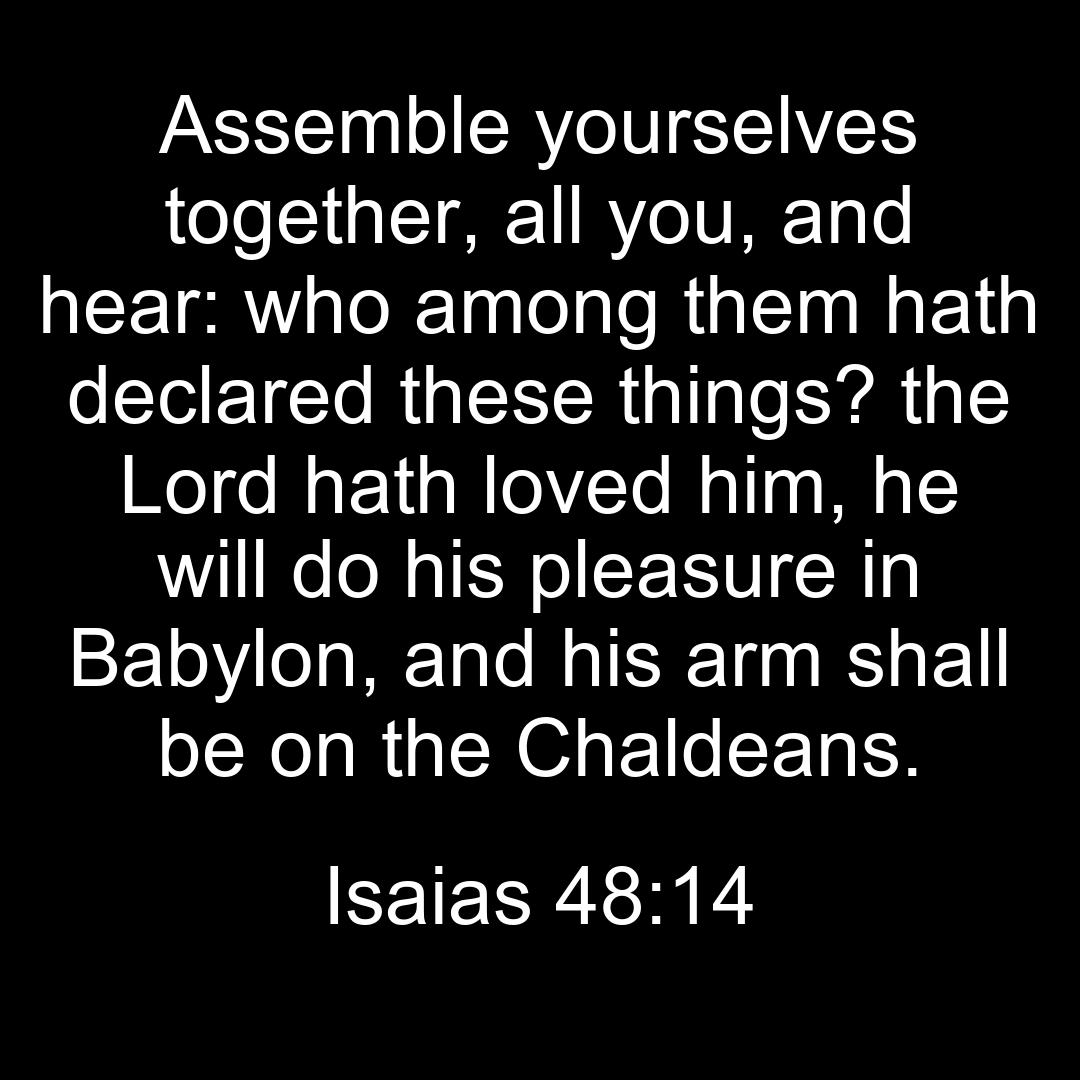 Assemble yourselves
together, all you, and
hear: who among them hath
declared these things? the
Lord hath loved him, he
will do his pleasure in
Babylon, and his arm shall
be on the Chaldeans.
Isaias 48:14